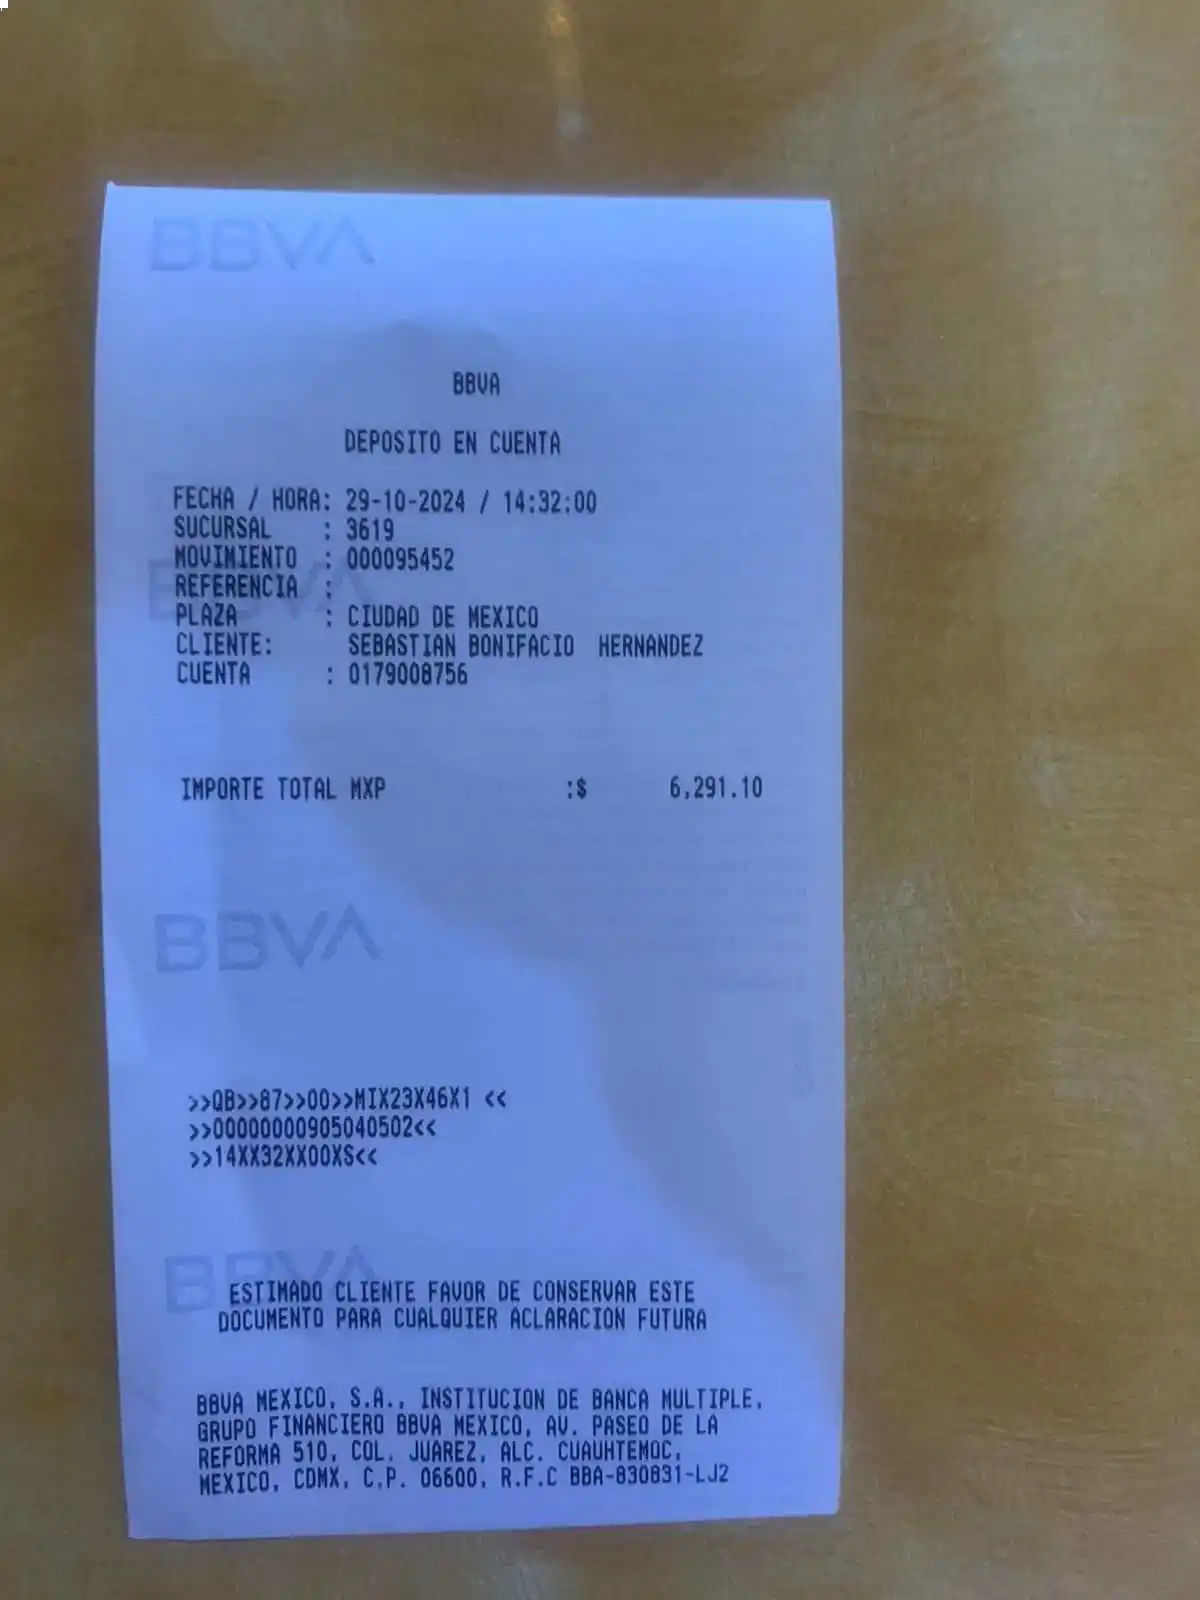 BBVA
BBVA
DEPOSITO EN CUENTA
FECHA / HORA: 29-10-2024 / 14:32:00
SUCURSAL : 3619
MOVIMIENTO : 000095452
BBVA
REFERENCIA :
PLAZA : CIUDAD DE MEXICO
CLIENTE: SEBASTIAN BONIFACIO HERNANDEZ
CUENTA : 0179008756
IMPORTE TOTAL MXP :$ 6,291.10
BBVA
>>QB>>87>>00>>MIX23X46X1 <<
>>00000000905040502<<
>>14XX32XX00XS<<
BBVA
ESTIMADO CLIENTE FAVOR DE CONSERVAR ESTE
DOCUMENTO PARA CUALQUIER ACLARACION FUTURA
BBVA MEXICO, S.A., INSTITUCION DE BANCA MULTIPLE,
GRUPO FINANCIERO BBVA MEXICO, AV. PASEO DE LA
REFORMA 510, COL. JUAREZ, ALC. CUAUHTEMOC,
MEXICO, CDMX, C.P. 06600, R.F.C BBA-830831-LJ2